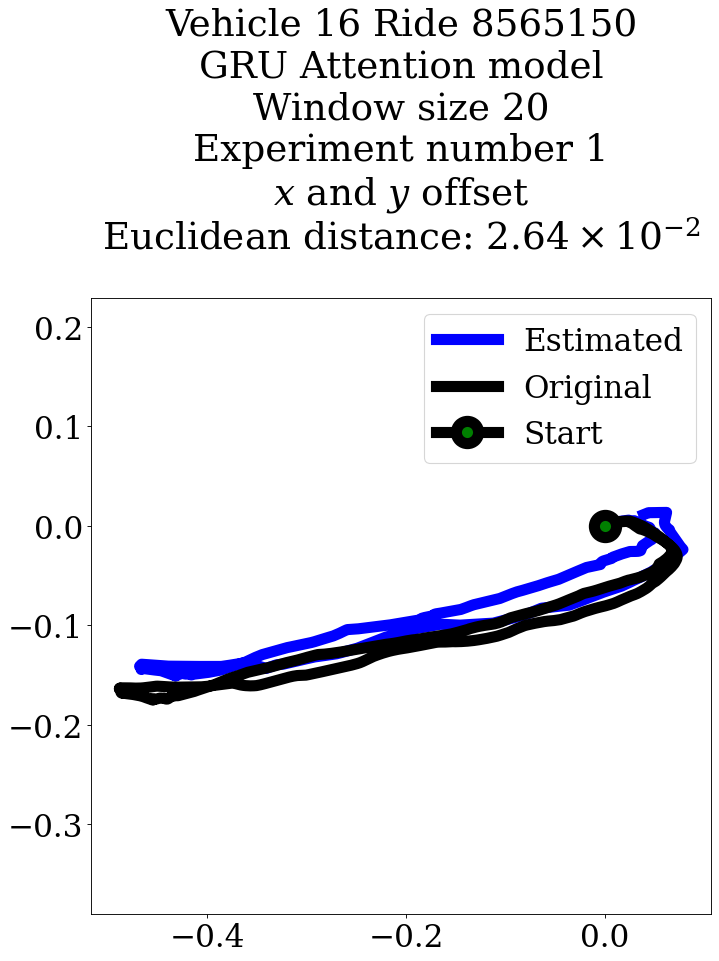 Vehicle 16 Ride 8565150
GRU Attention model
Window size 20
Experiment number 1
x and y offset
Euclidean distance: 2.64 × 10⁻²
Estimated
Original
Start
0.2
0.1
0.0
−0.1
−0.2
−0.3
−0.4
−0.2
0.0